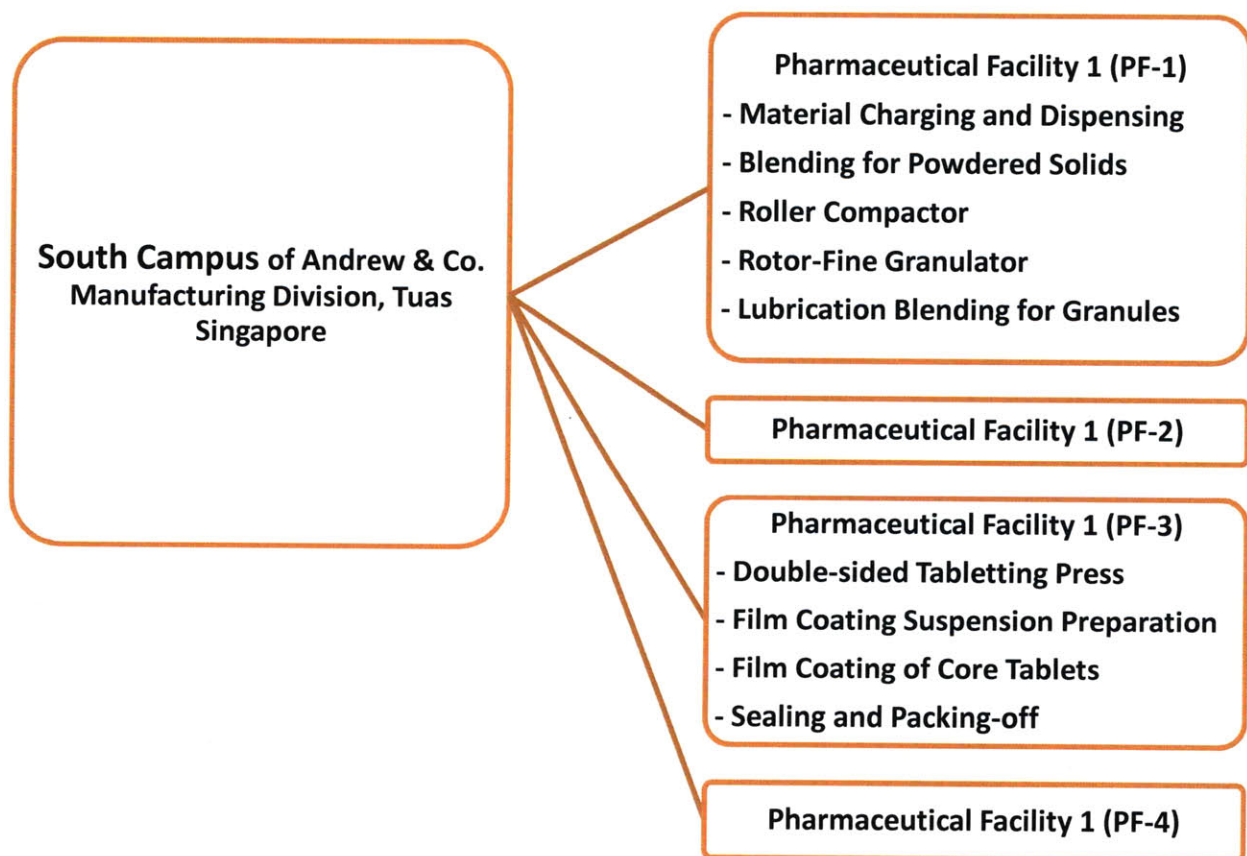 South Campus of Andrew & Co.
Manufacturing Division, Tuas
Singapore
Pharmaceutical Facility 1 (PF-1)
- Material Charging and Dispensing
- Blending for Powdered Solids
- Roller Compactor
- Rotor-Fine Granulator
- Lubrication Blending for Granules
Pharmaceutical Facility 1 (PF-2)
Pharmaceutical Facility 1 (PF-3)
- Double-sided Tabletting Press
- Film Coating Suspension Preparation
- Film Coating of Core Tablets
- Sealing and Packing-off
Pharmaceutical Facility 1 (PF-4)